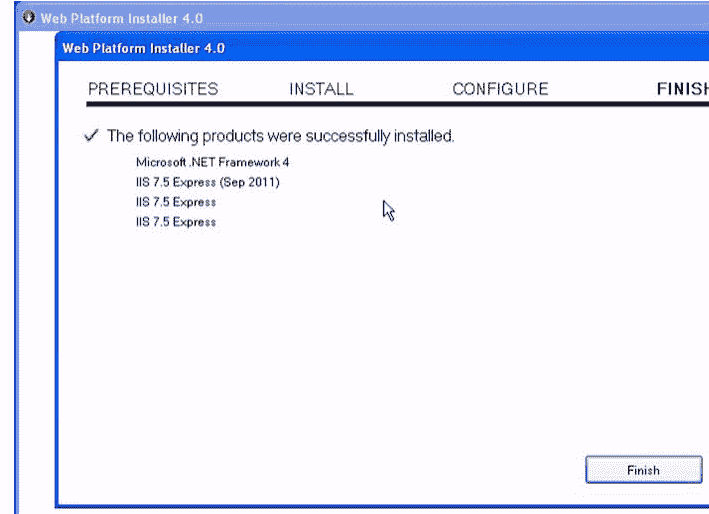 Web Platform Installer 4.0
Web Platform Installer 4.0
PREREQUISITES INSTALL CONFIGURE FINISH
The following products were successfully installed.
Microsoft .NET Framework 4
IIS 7.5 Express (Sep 2011)
IIS 7.5 Express
IIS 7.5 Express
Finish